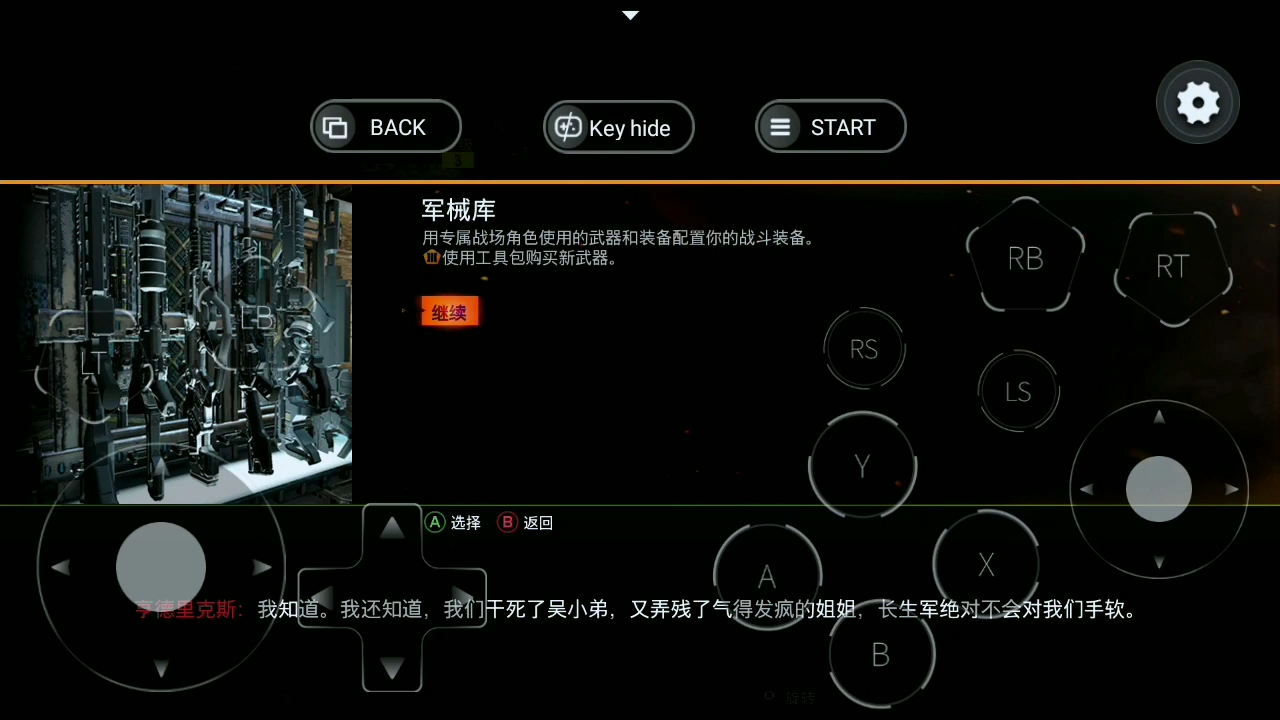 BACK
Key hide
START
3
军械库
用专属战场角色使用的武器和装备配置你的战斗装备。
使用工具包购买新武器。
继续
RB
RT
LB
LT
RS
LS
Y
A 选择 B 返回
A
X
亨德里克斯：我知道。我还知道，我们干死了吴小弟，又弄残了气得发疯的姐姐，长生军绝对不会对我们手软。
B
旋转